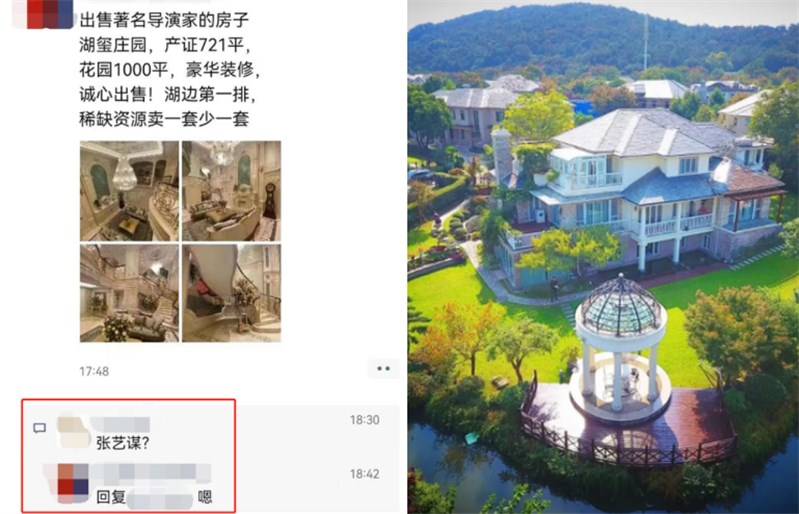 出售著名导演家的房子
湖玺庄园，产证721平，
花园1000平，豪华装修，
诚心出售！湖边第一排，
稀缺资源卖一套少一套
17:48
18:30
张艺谋？
18:42
回复 嗯